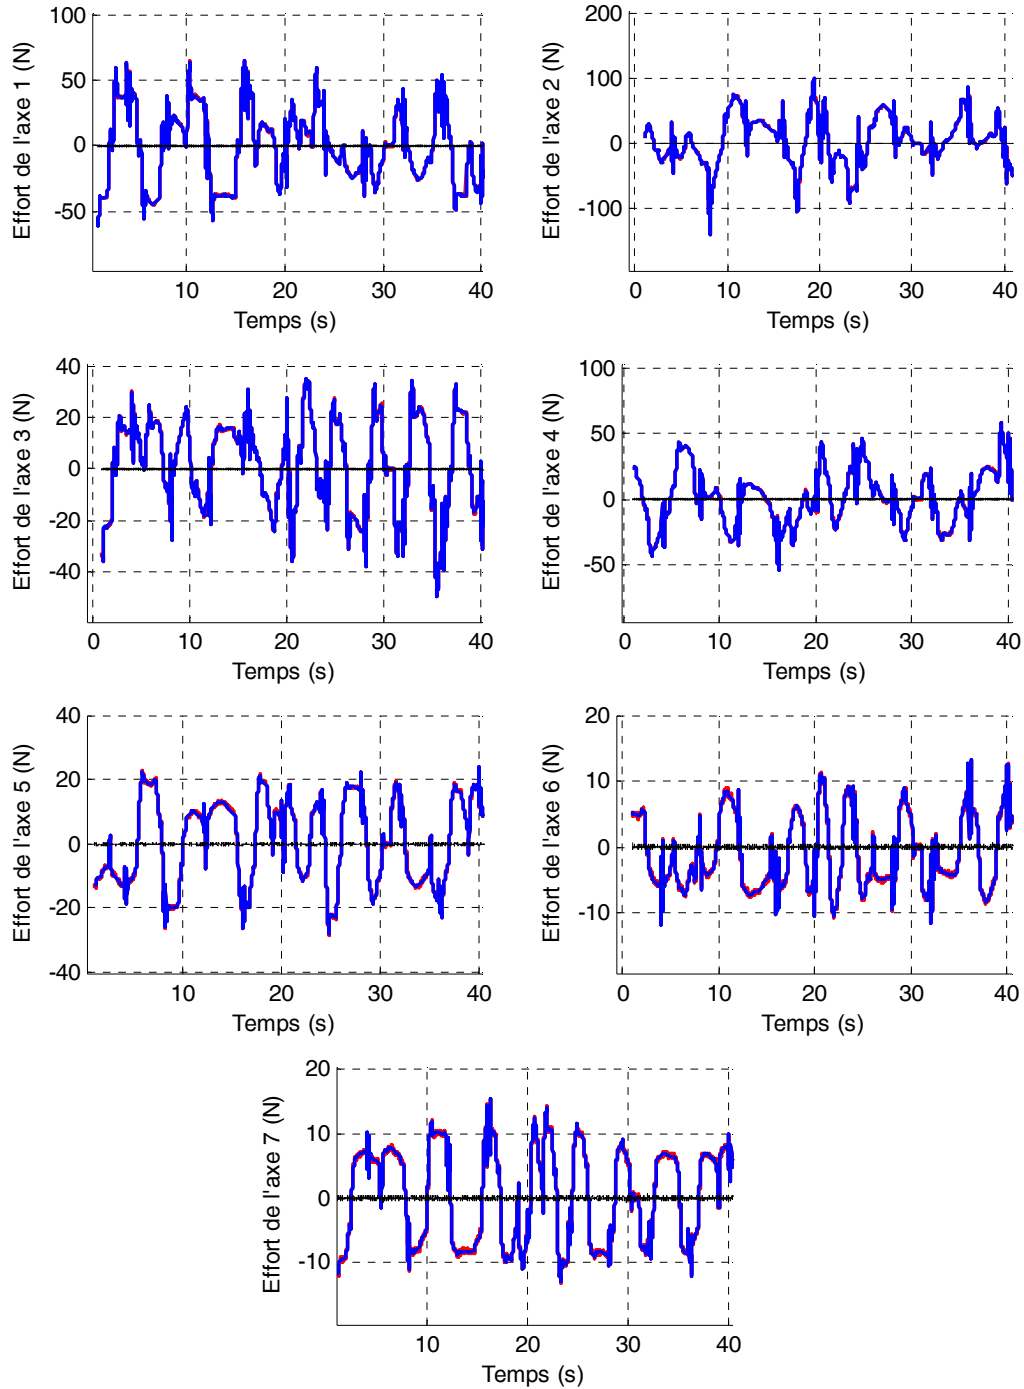 Effort de l'axe 1 (N)
100
50
0
-50
10 20 30 40
Temps (s)
Effort de l'axe 2 (N)
200
100
0
-100
10 20 30 40
Temps (s)
Effort de l'axe 3 (N)
40
20
0
-20
-40
0 10 20 30 40
Temps (s)
Effort de l'axe 4 (N)
100
50
0
-50
0 10 20 30 40
Temps (s)
Effort de l'axe 5 (N)
40
20
0
-20
-40
10 20 30 40
Temps (s)
Effort de l'axe 6 (N)
20
10
0
-10
0 10 20 30 40
Temps (s)
Effort de l'axe 7 (N)
20
10
0
-10
10 20 30 40
Temps (s)